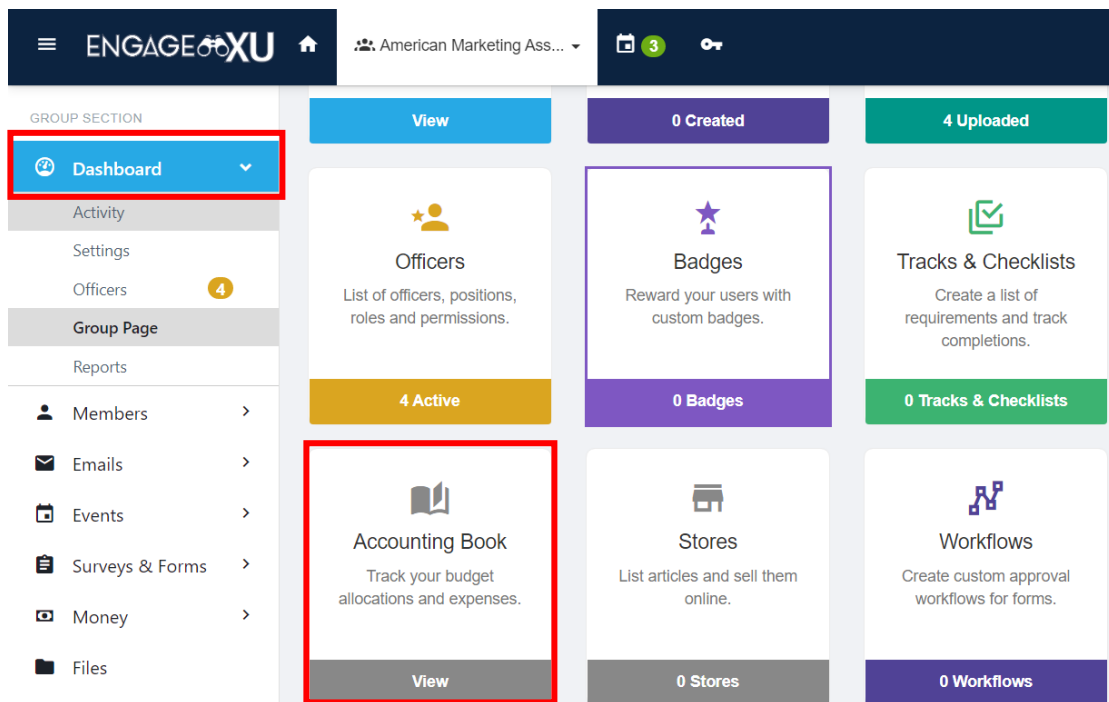 ENGAGE XU
American Marketing Ass...
3
GROUP SECTION
Dashboard
Activity
Settings
Officers 4
Group Page
Reports
Members
Emails
Events
Surveys & Forms
Money
Files
View
0 Created
4 Uploaded
Officers
List of officers, positions,
roles and permissions.
4 Active
Badges
Reward your users with
custom badges.
0 Badges
Tracks & Checklists
Create a list of
requirements and track
completions.
0 Tracks & Checklists
Accounting Book
Track your budget
allocations and expenses.
View
Stores
List articles and sell them
online.
0 Stores
Workflows
Create custom approval
workflows for forms.
0 Workflows